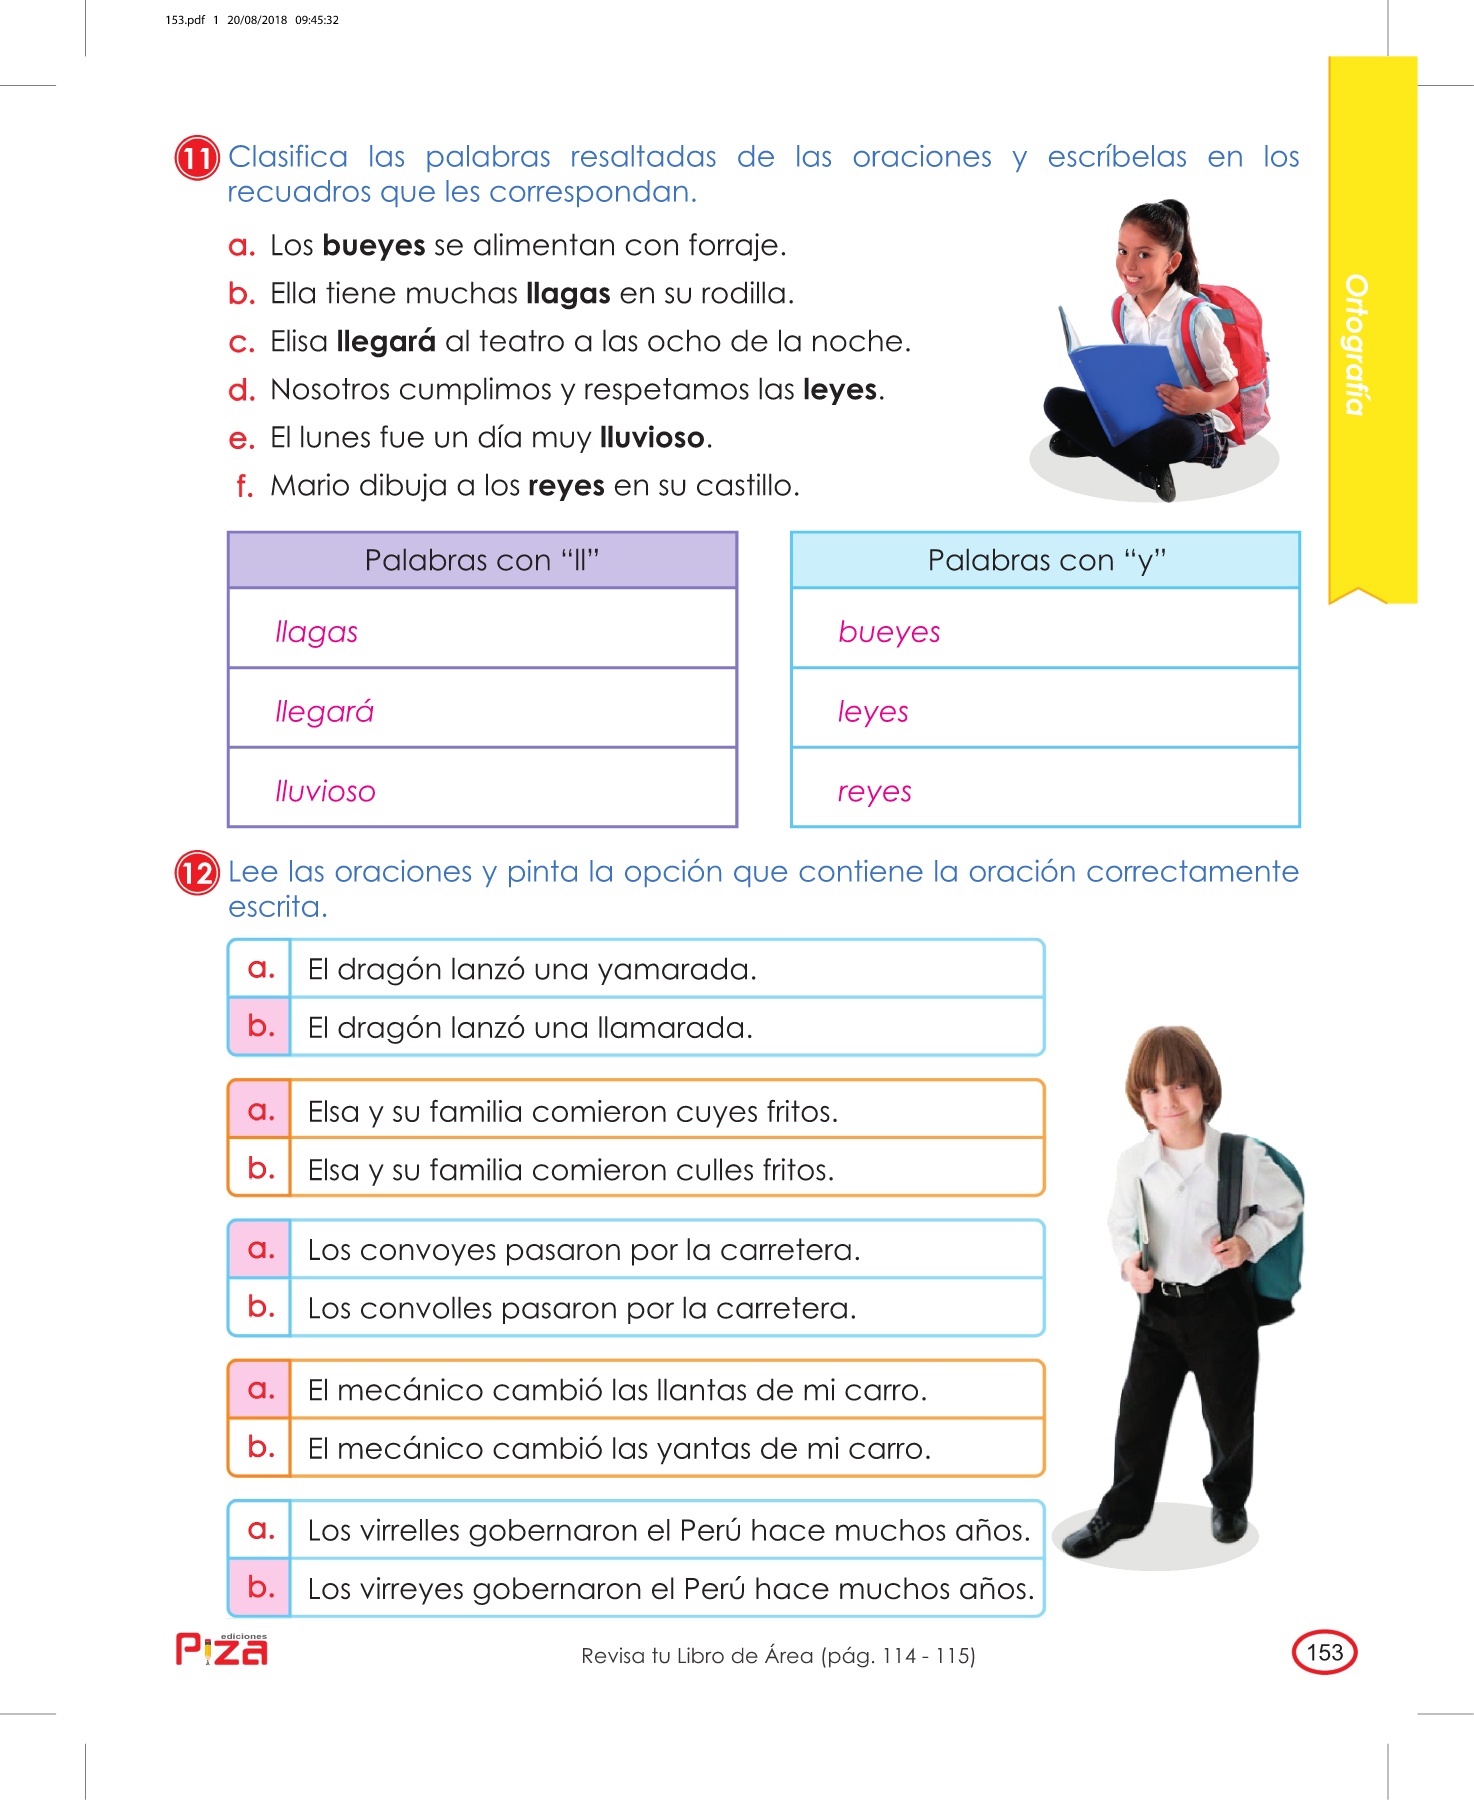 153.pdf 1 20/08/2018 09:45:32
11 Clasifica las palabras resaltadas de las oraciones y escríbelas en los
recuadros que les correspondan.
a. Los bueyes se alimentan con forraje.
b. Ella tiene muchas llagas en su rodilla.
c. Elisa llegará al teatro a las ocho de la noche.
d. Nosotros cumplimos y respetamos las leyes.
e. El lunes fue un día muy lluvioso.
f. Mario dibuja a los reyes en su castillo.
Ortografía
Palabras con “ll”
llagas
llegará
lluvioso
Palabras con “y”
bueyes
leyes
reyes
12 Lee las oraciones y pinta la opción que contiene la oración correctamente
escrita.
a. El dragón lanzó una yamarada.
b. El dragón lanzó una llamarada.
a. Elsa y su familia comieron cuyes fritos.
b. Elsa y su familia comieron culles fritos.
a. Los convoyes pasaron por la carretera.
b. Los convolles pasaron por la carretera.
a. El mecánico cambió las llantas de mi carro.
b. El mecánico cambió las yantas de mi carro.
a. Los virrelles gobernaron el Perú hace muchos años.
b. Los virreyes gobernaron el Perú hace muchos años.
ediciones
Piza
Revisa tu Libro de Área (pág. 114 - 115)
153